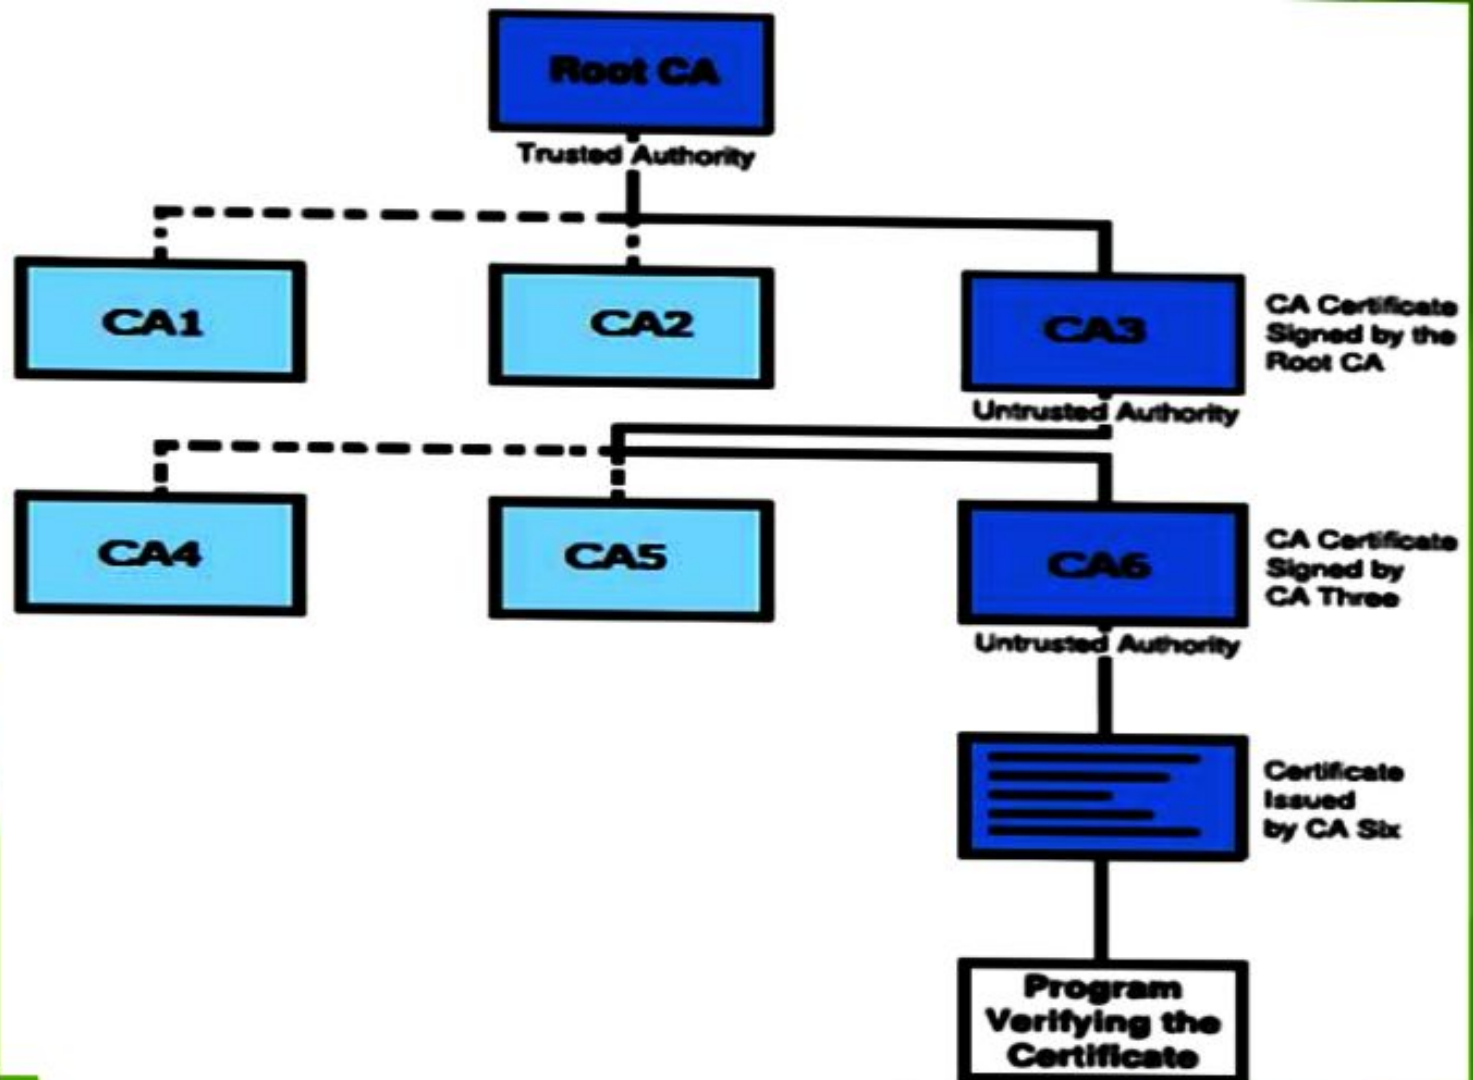 Root CA
Trusted Authority
CA1
CA2
CA3
CA Certificate
Signed by the
Root CA
Untrusted Authority
CA4
CA5
CA6
CA Certificate
Signed by
CA Three
Untrusted Authority
Certificate
Issued
by CA Six
Program
Verifying the
Certificate